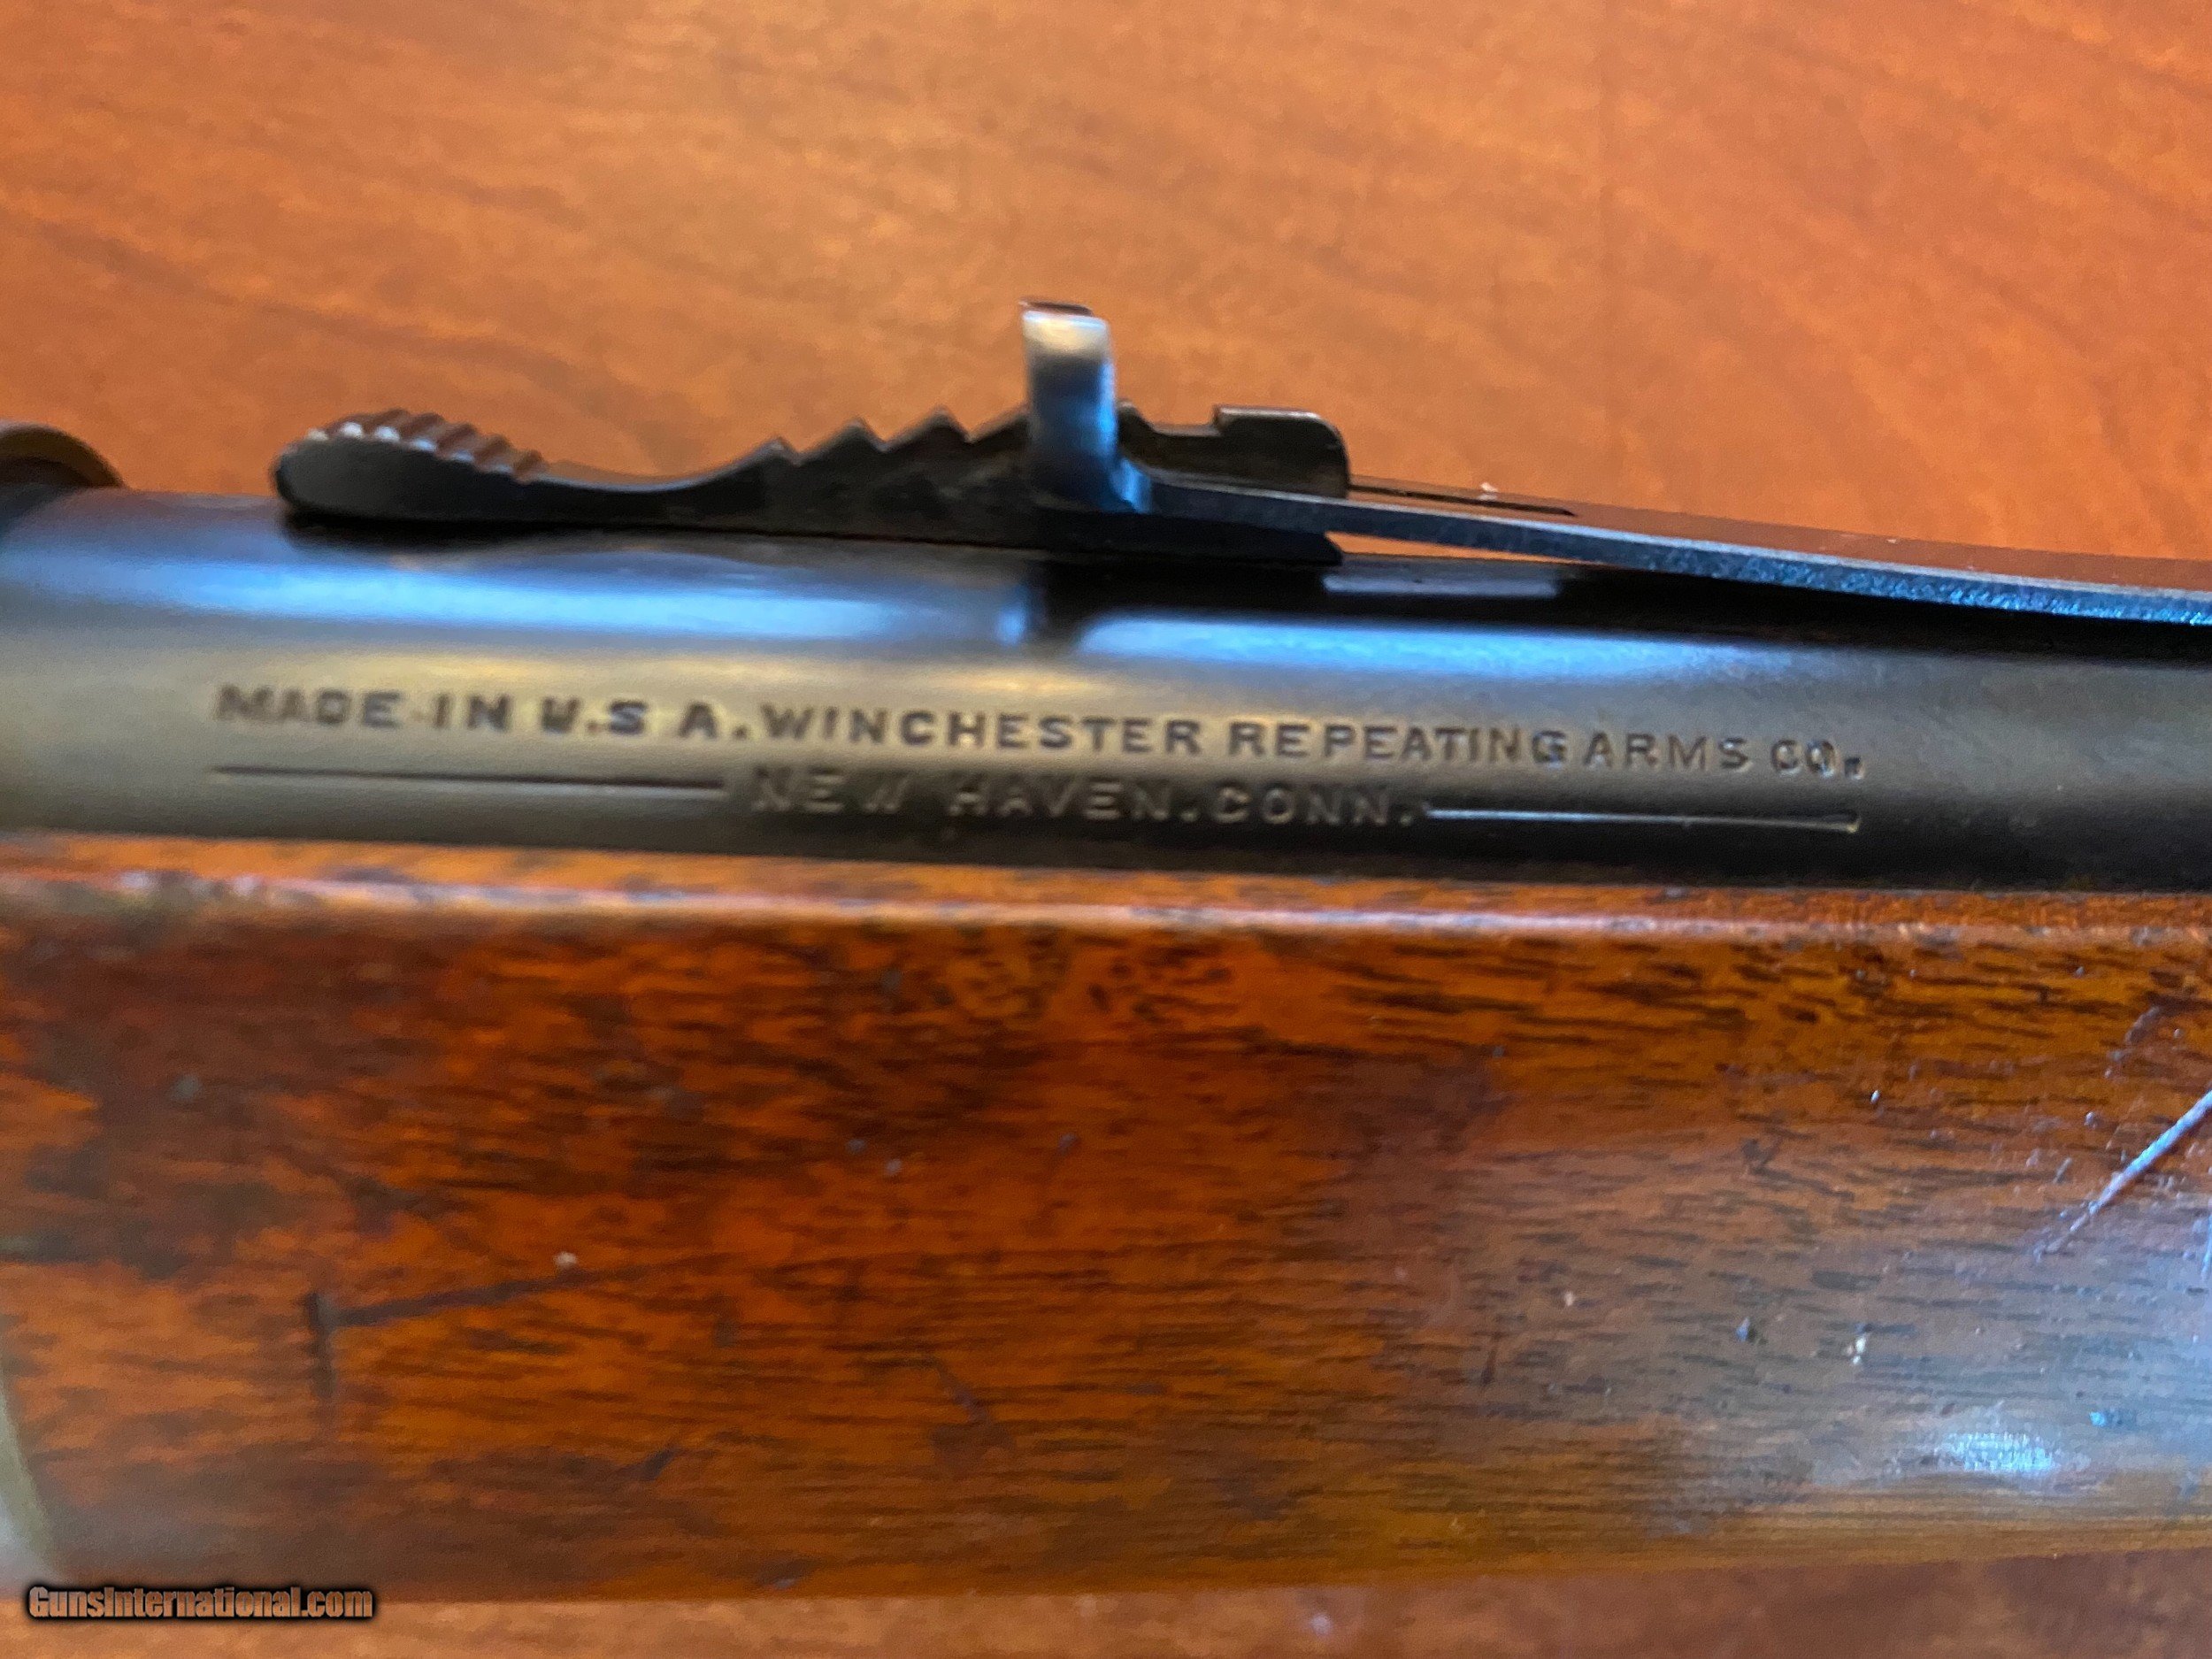 MADE IN U.S A. WINCHESTER REPEATING ARMS CO.
NEW HAVEN. CONN.
GunsInternational.com